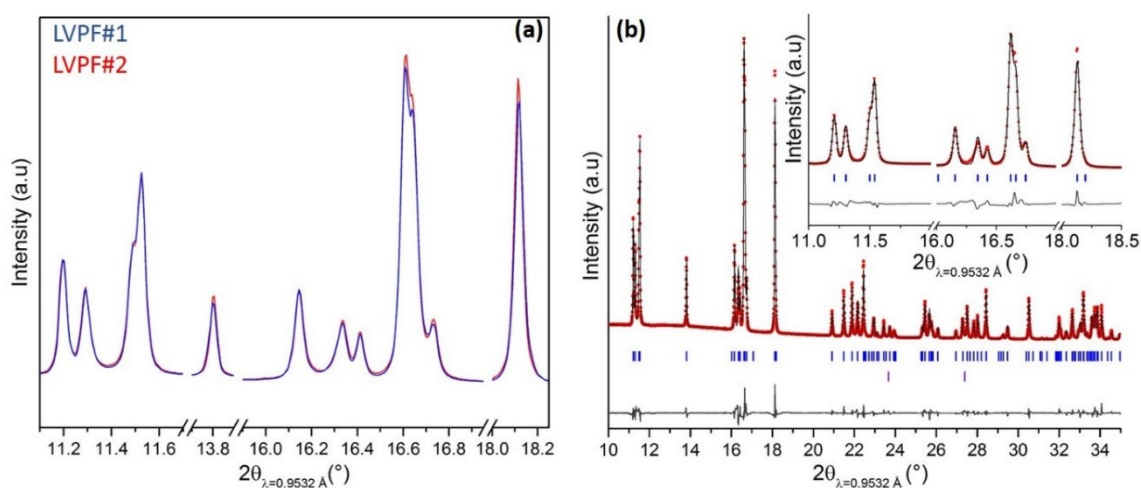 LVPF#1
LVPF#2
(a)
Intensity (a.u)
11.2 11.4 11.6 13.8 16.0 16.2 16.4 16.6 16.8 18.0 18.2
2θλ=0.9532 Å(°)
(b)
Intensity (a.u)
10 12 14 16 18 20 22 24 26 28 30 32 34
2θλ=0.9532 Å(°)
Intensity (a.u)
11.0 11.5 16.0 16.6 18.0 18.5
2θλ=0.9532 Å (°)